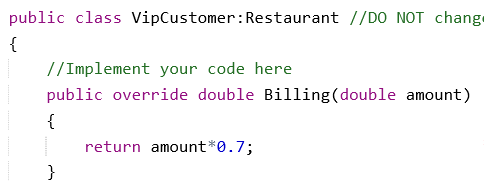 public class VipCustomer:Restaurant //DO NOT change
{
//Implement your code here
public override double Billing(double amount)
{
return amount*0.7;
}